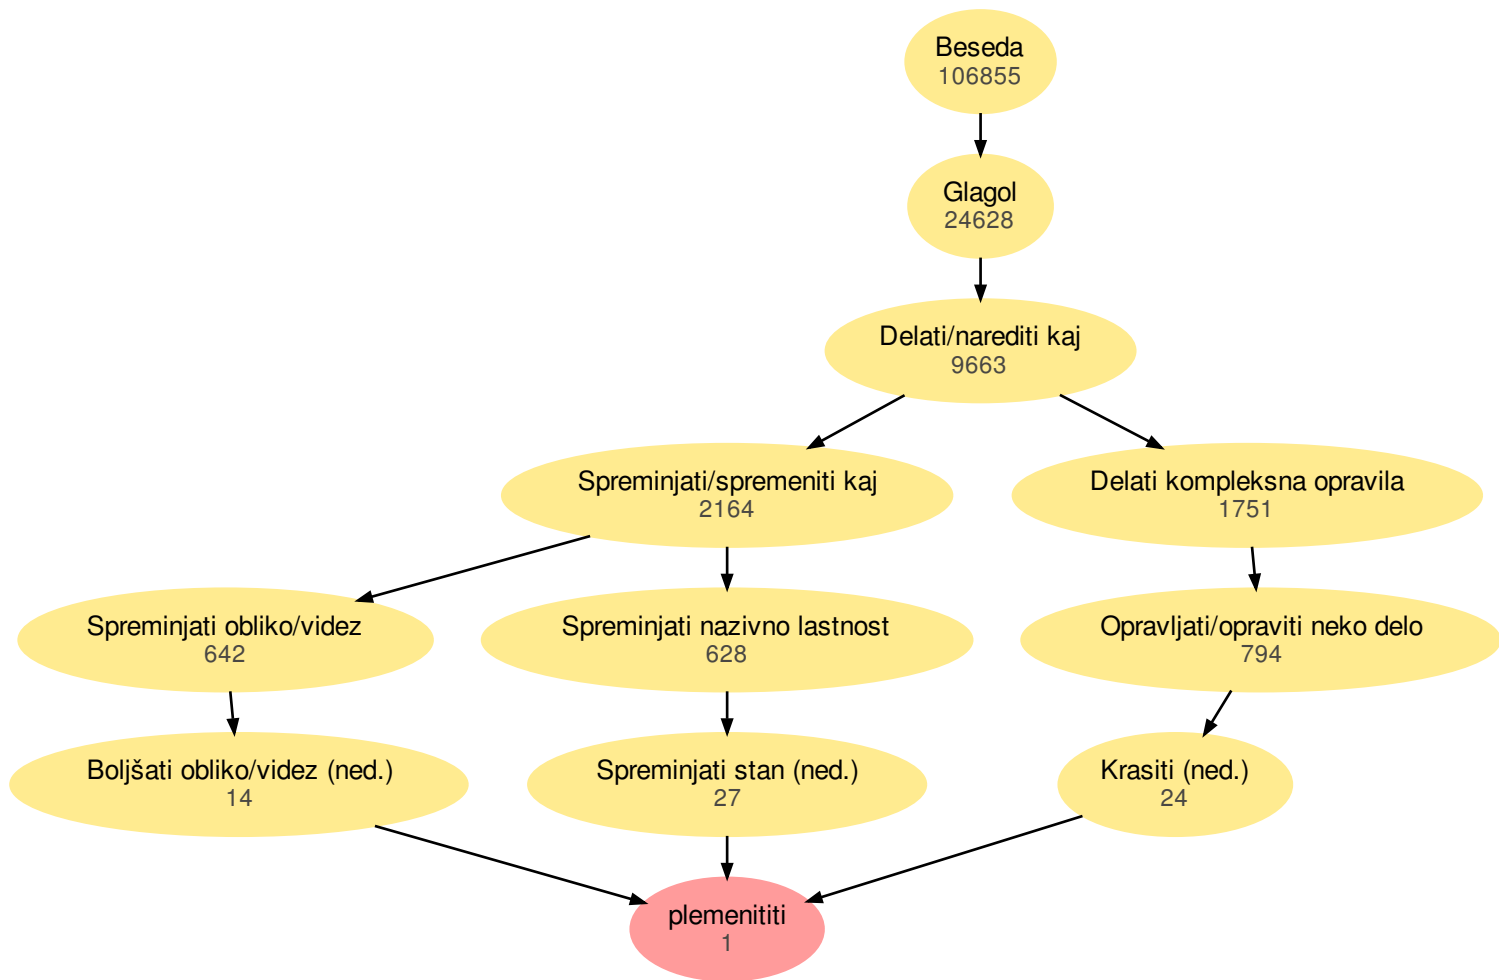 Beseda
106855
Glagol
24628
Delati/narediti kaj
9663
Spreminjati/spremeniti kaj
2164
Delati kompleksna opravila
1751
Spreminjati obliko/videz
642
Spreminjati nazivno lastnost
628
Opravljati/opraviti neko delo
794
Boljšati obliko/videz (ned.)
14
Spreminjati stan (ned.)
27
Krasiti (ned.)
24
plemenititi
1